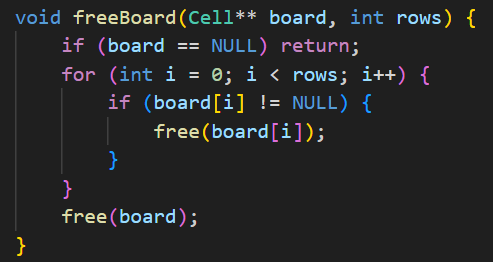 void freeBoard(Cell** board, int rows) {
    if (board == NULL) return;
    for (int i = 0; i < rows; i++) {
        if (board[i] != NULL) {
            free(board[i]);
        }
    }
    free(board);
}